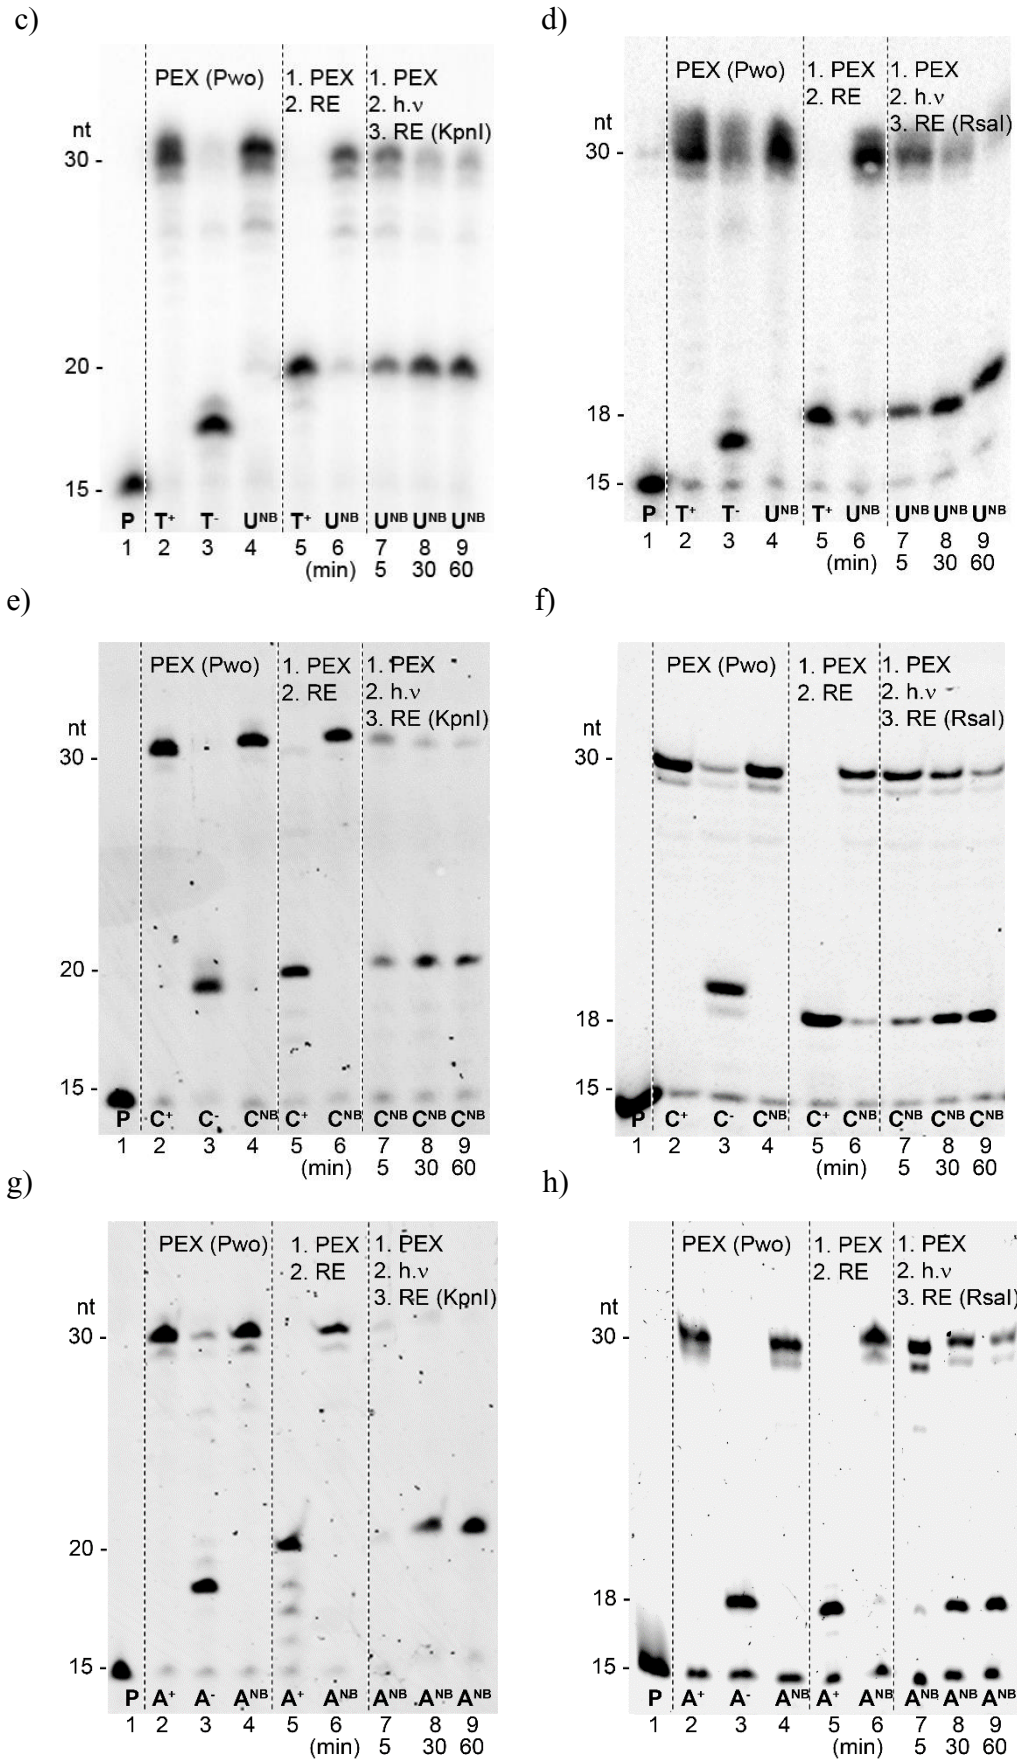 c)
PEX (Pwo) 1. PEX 1. PEX
2. RE 2. h.ν
3. RE (KpnI)
nt
30 -
20 -
15 -
P T⁺ T⁻ Uᴺᴮ T⁺ Uᴺᴮ Uᴺᴮ Uᴺᴮ Uᴺᴮ
1 2 3 4 5 6 7 8 9
(min) 5 30 60
d)
PEX (Pwo) 1. PEX 1. PEX
2. RE 2. h.ν
3. RE (RsaI)
nt
30 -
18 -
15 -
P T⁺ T⁻ Uᴺᴮ T⁺ Uᴺᴮ Uᴺᴮ Uᴺᴮ Uᴺᴮ
1 2 3 4 5 6 7 8 9
(min) 5 30 60
e)
PEX (Pwo) 1. PEX 1. PEX
2. RE 2. h.ν
3. RE (KpnI)
nt
30 -
20 -
15 -
P C⁺ C⁻ Cᴺᴮ C⁺ Cᴺᴮ Cᴺᴮ Cᴺᴮ Cᴺᴮ
1 2 3 4 5 6 7 8 9
(min) 5 30 60
f)
PEX (Pwo) 1. PEX 1. PEX
2. RE 2. h.ν
3. RE (RsaI)
nt
30 -
18 -
15 -
P C⁺ C⁻ Cᴺᴮ C⁺ Cᴺᴮ Cᴺᴮ Cᴺᴮ Cᴺᴮ
1 2 3 4 5 6 7 8 9
(min) 5 30 60
g)
PEX (Pwo) 1. PEX 1. PEX
2. RE 2. h.ν
3. RE (KpnI)
nt
30 -
20 -
15 -
P A⁺ A⁻ Aᴺᴮ A⁺ Aᴺᴮ Aᴺᴮ Aᴺᴮ Aᴺᴮ
1 2 3 4 5 6 7 8 9
(min) 5 30 60
h)
PEX (Pwo) 1. PEX 1. PEX
2. RE 2. h.ν
3. RE (RsaI)
nt
30 -
18 -
15 -
P A⁺ A⁻ Aᴺᴮ A⁺ Aᴺᴮ Aᴺᴮ Aᴺᴮ Aᴺᴮ
1 2 3 4 5 6 7 8 9
(min) 5 30 60